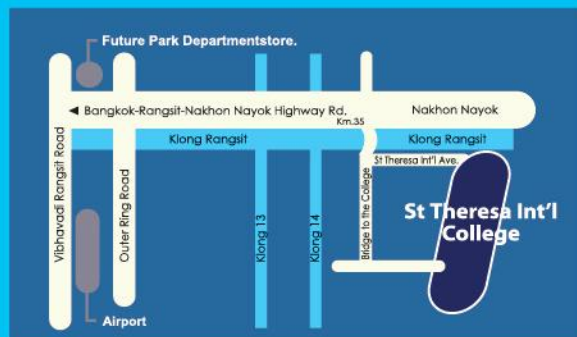 Future Park Departmentstore.
Bangkok-Rangsit-Nakhon Nayok Highway Rd.
Nakhon Nayok
Km.35
Klong Rangsit
Klong Rangsit
St Theresa Int'l Ave.
Vibhavadi Rangsit Road
Outer Ring Road
Klong 13
Klong 14
Bridge to the College
St Theresa Int'l
College
Airport